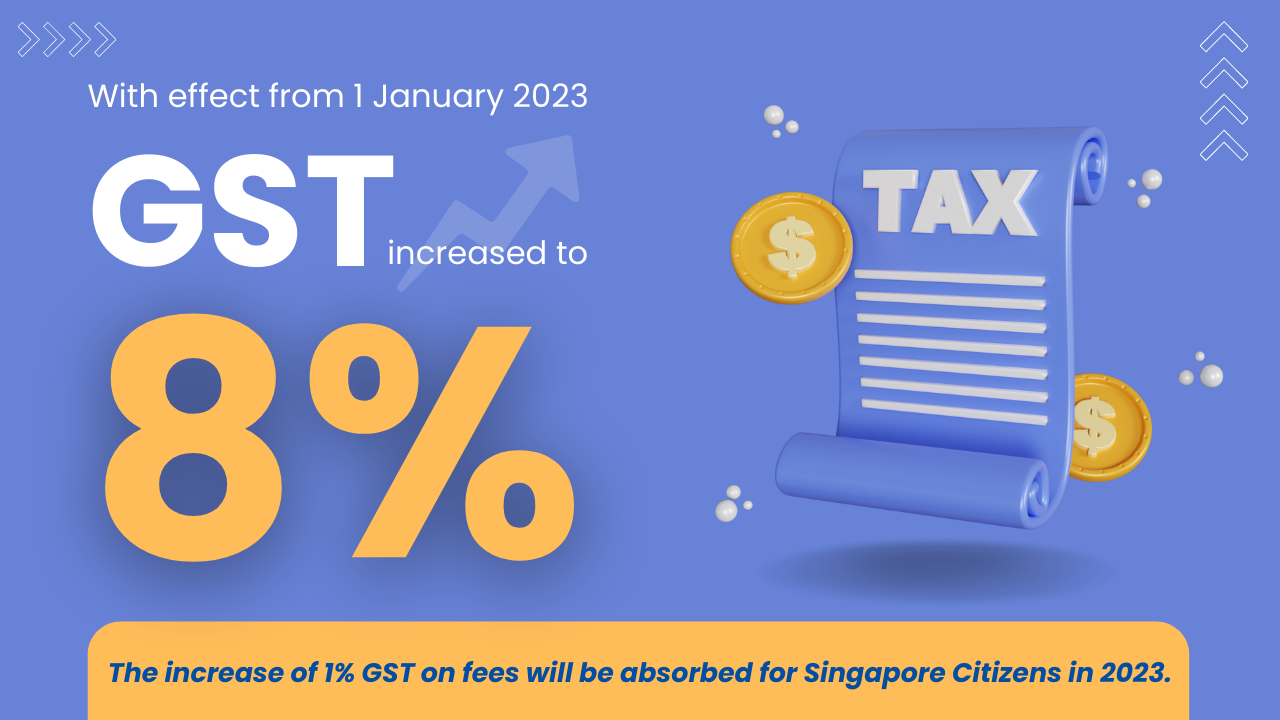 With effect from 1 January 2023
GST increased to
8%
TAX
The increase of 1% GST on fees will be absorbed for Singapore Citizens in 2023.